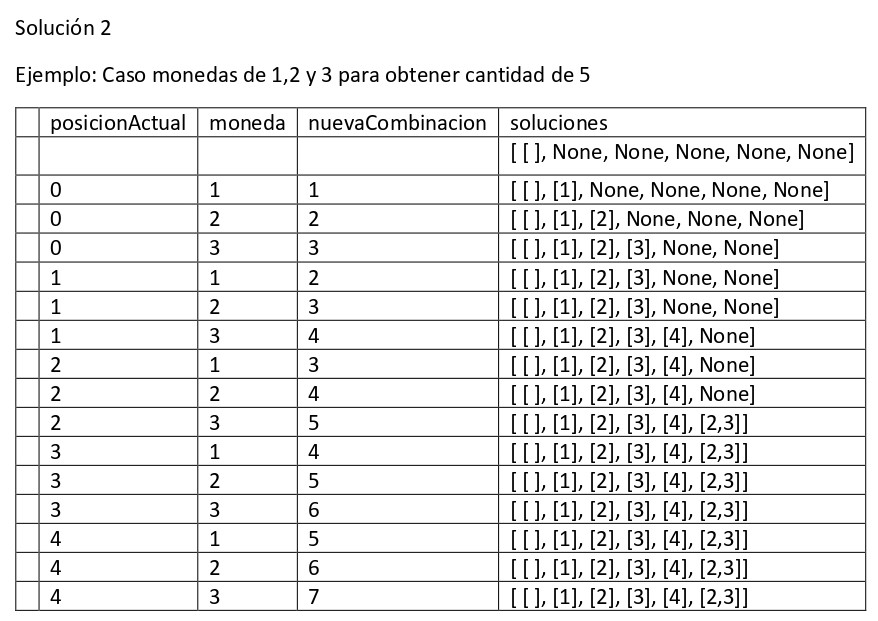 Solución 2
Ejemplo: Caso monedas de 1,2 y 3 para obtener cantidad de 5
posicionActual moneda nuevaCombinacion soluciones
[ [ ], None, None, None, None, None]
0 1 1 [ [ ], [1], None, None, None, None]
0 2 2 [ [ ], [1], [2], None, None, None]
0 3 3 [ [ ], [1], [2], [3], None, None]
1 1 2 [ [ ], [1], [2], [3], None, None]
1 2 3 [ [ ], [1], [2], [3], None, None]
1 3 4 [ [ ], [1], [2], [3], [4], None]
2 1 3 [ [ ], [1], [2], [3], [4], None]
2 2 4 [ [ ], [1], [2], [3], [4], None]
2 3 5 [ [ ], [1], [2], [3], [4], [2,3]]
3 1 4 [ [ ], [1], [2], [3], [4], [2,3]]
3 2 5 [ [ ], [1], [2], [3], [4], [2,3]]
3 3 6 [ [ ], [1], [2], [3], [4], [2,3]]
4 1 5 [ [ ], [1], [2], [3], [4], [2,3]]
4 2 6 [ [ ], [1], [2], [3], [4], [2,3]]
4 3 7 [ [ ], [1], [2], [3], [4], [2,3]]